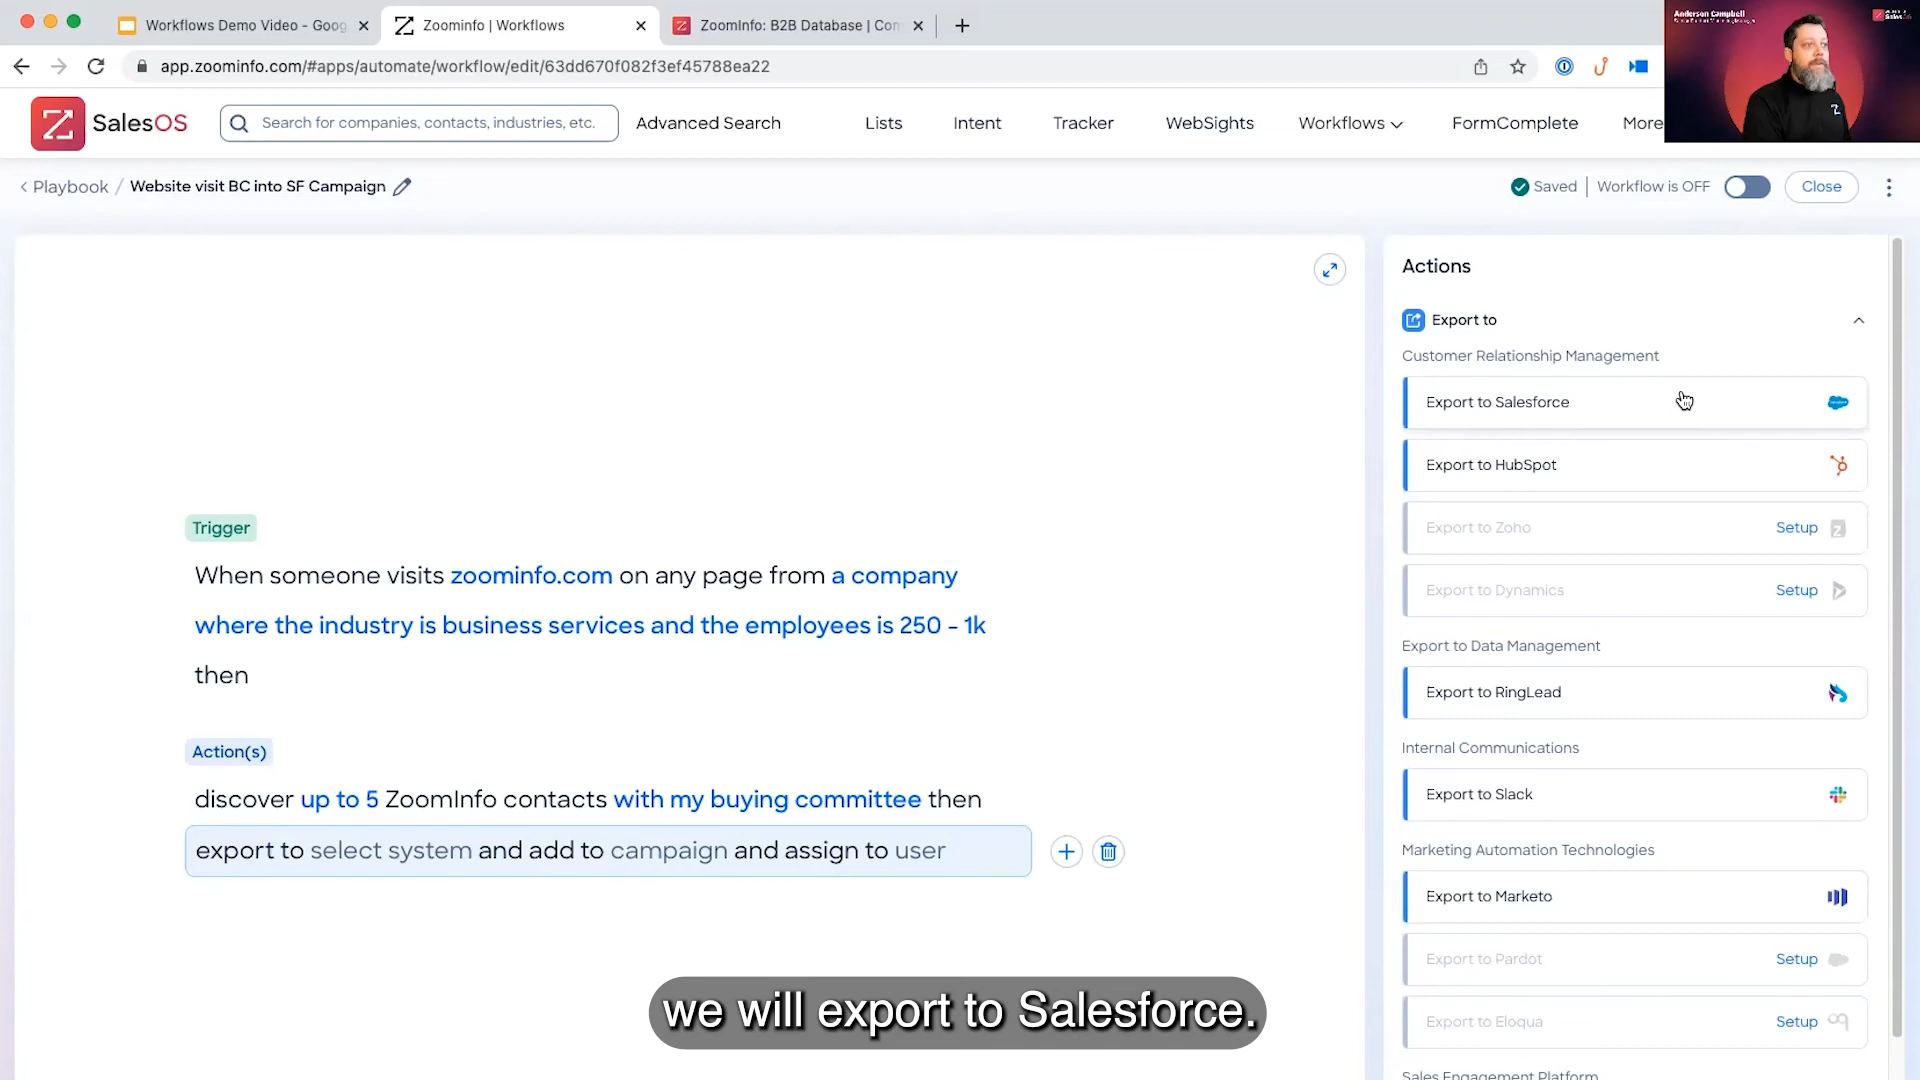 Workflows Demo Video - Goog
Zoominfo | Workflows
ZoomInfo: B2B Database | Com
app.zoominfo.com/#apps/automate/workflow/edit/63dd670f082f3ef45788ea22
Anderson Campbell
SalesOS
Search for companies, contacts, industries, etc.
Advanced Search
Lists
Intent
Tracker
WebSights
Workflows
FormComplete
More
Playbook / Website visit BC into SF Campaign
Saved
Workflow is OFF
Close
Actions
Export to
Customer Relationship Management
Export to Salesforce
Export to HubSpot
Export to Zoho Setup
Export to Dynamics Setup
Export to Data Management
Export to RingLead
Internal Communications
Export to Slack
Marketing Automation Technologies
Export to Marketo
Export to Pardot Setup
Export to Eloqua Setup
Sales Engagement Platform
Trigger
When someone visits zoominfo.com on any page from a company
where the industry is business services and the employees is 250 - 1k
then
Action(s)
discover up to 5 ZoomInfo contacts with my buying committee then
export to select system and add to campaign and assign to user
we will export to Salesforce.